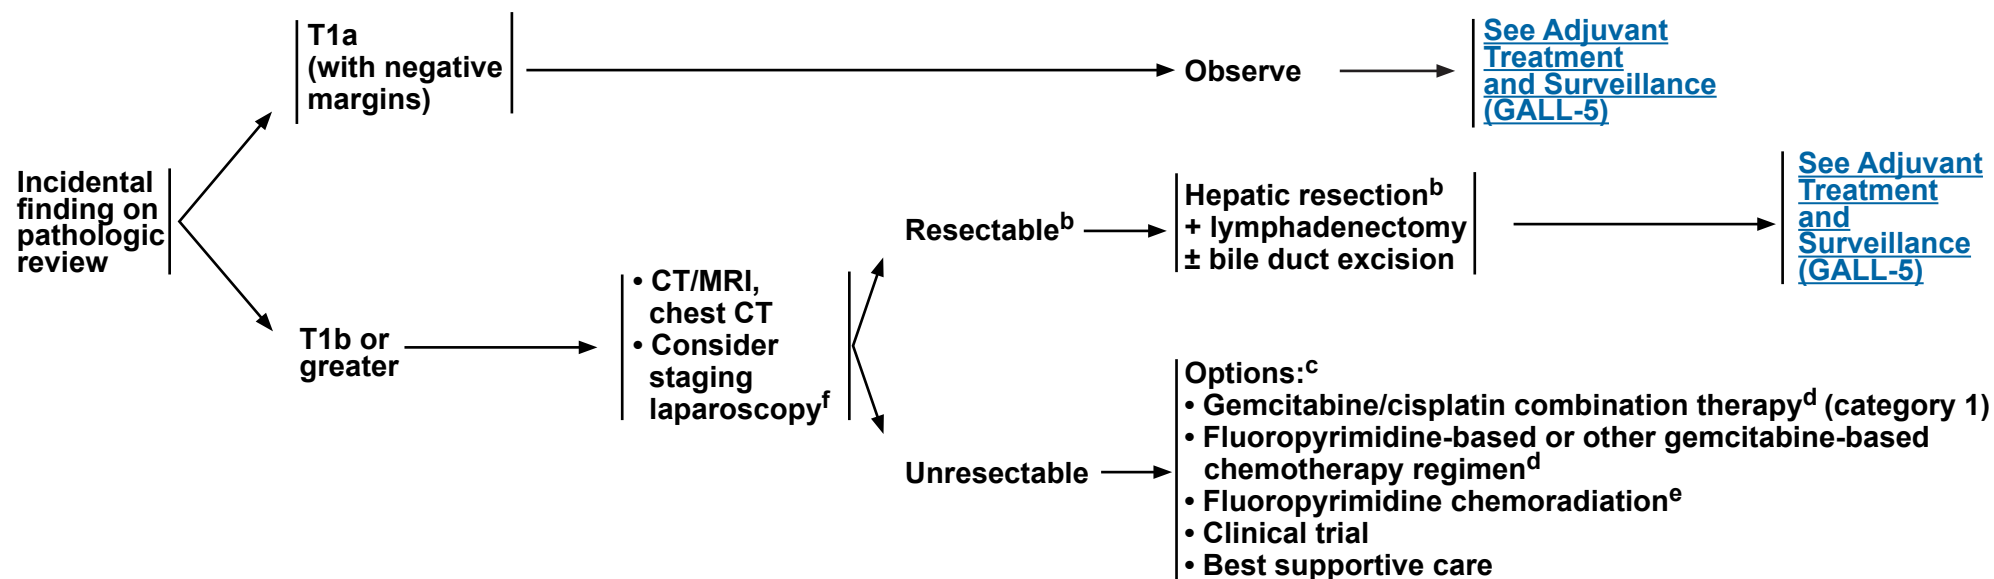 Incidental
finding on
pathologic
review
T1a
(with negative
margins)
Observe
See Adjuvant
Treatment
and Surveillance
(GALL-5)
T1b or
greater
• CT/MRI,
chest CT
• Consider
staging
laparoscopyf
Resectableb
Hepatic resectionb
+ lymphadenectomy
± bile duct excision
See Adjuvant
Treatment
and
Surveillance
(GALL-5)
Unresectable
Options:c
• Gemcitabine/cisplatin combination therapyd (category 1)
• Fluoropyrimidine-based or other gemcitabine-based
chemotherapy regimend
• Fluoropyrimidine chemoradiatione
• Clinical trial
• Best supportive care